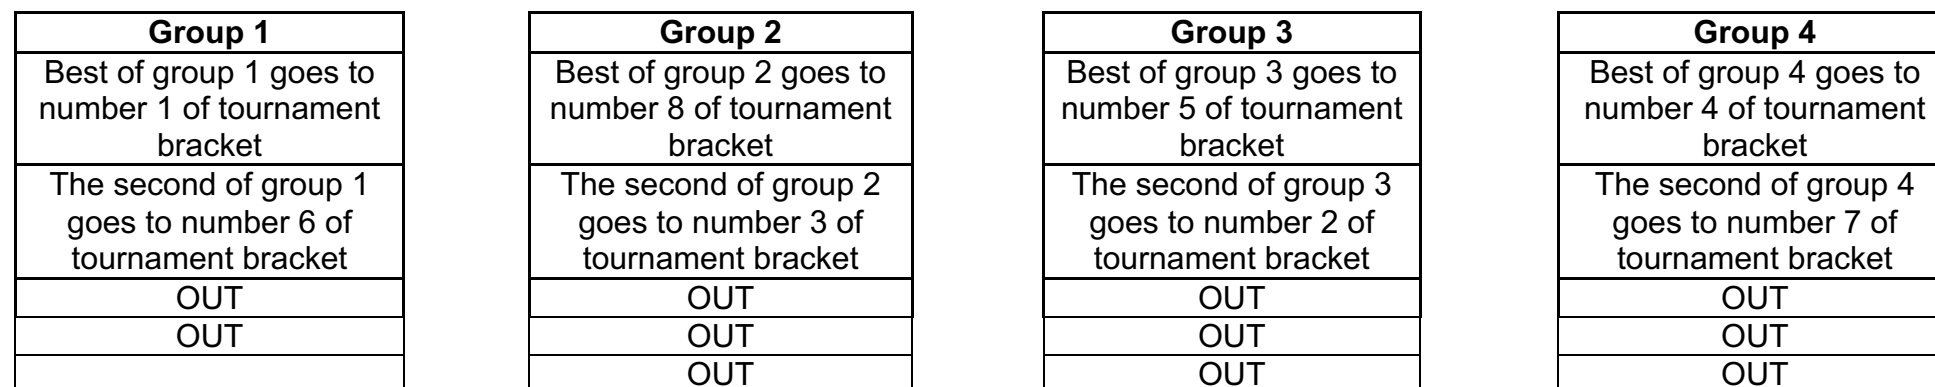 Group 1
Best of group 1 goes to
number 1 of tournament
bracket
The second of group 1
goes to number 6 of
tournament bracket
OUT
OUT
Group 2
Best of group 2 goes to
number 8 of tournament
bracket
The second of group 2
goes to number 3 of
tournament bracket
OUT
OUT
OUT
Group 3
Best of group 3 goes to
number 5 of tournament
bracket
The second of group 3
goes to number 2 of
tournament bracket
OUT
OUT
OUT
Group 4
Best of group 4 goes to
number 4 of tournament
bracket
The second of group 4
goes to number 7 of
tournament bracket
OUT
OUT
OUT